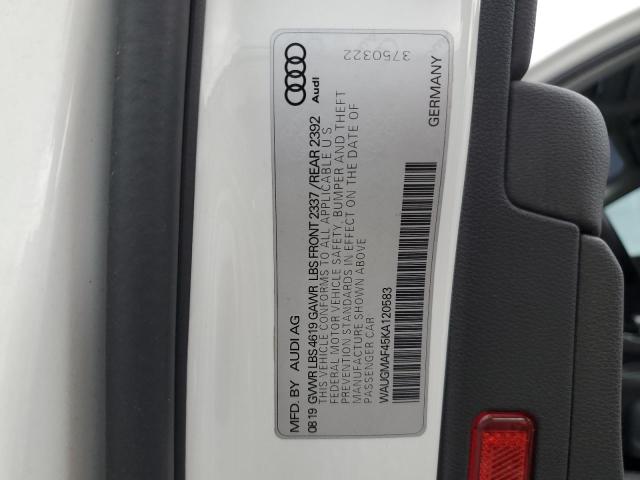 MFD. BY AUDI AG
Audi
08 19 GVWR LBS 4619 GAWR LBS FRONT 2337 / REAR 2392
THIS VEHICLE CONFORMS TO ALL APPLICABLE U S
FEDERAL MOTOR VEHICLE SAFETY, BUMPER AND THEFT
PREVENTION STANDARDS IN EFFECT ON THE DATE OF
MANUFACTURE SHOWN ABOVE
PASSENGER CAR
3750322
WAUGMAF45KA120583
GERMANY